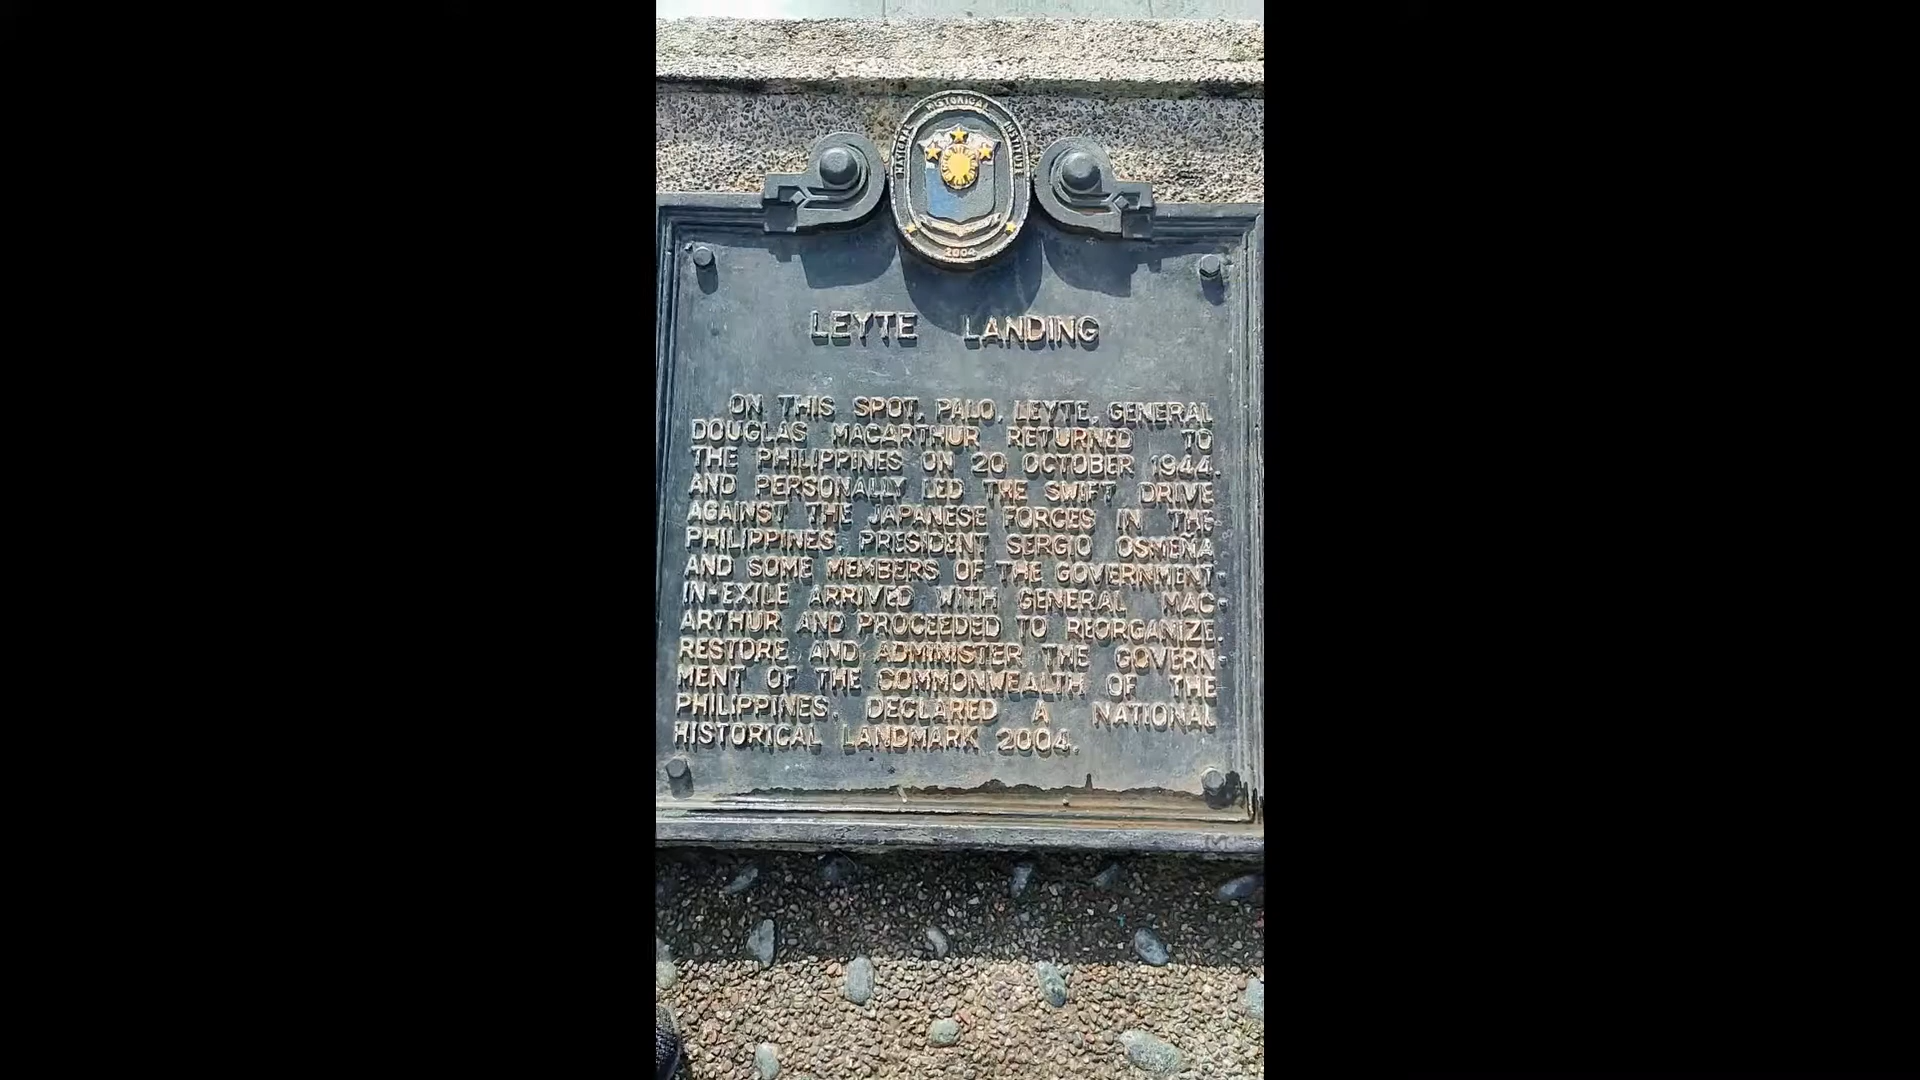 NATIONAL HISTORICAL INSTITUTE
2004
LEYTE LANDING
ON THIS SPOT, PALO, LEYTE, GENERAL
DOUGLAS MACARTHUR RETURNED TO
THE PHILIPPINES ON 20 OCTOBER 1944,
AND PERSONALLY LED THE SWIFT DRIVE
AGAINST THE JAPANESE FORCES IN THE
PHILIPPINES. PRESIDENT SERGIO OSMEÑA
AND SOME MEMBERS OF THE GOVERNMENT-
IN-EXILE ARRIVED WITH GENERAL MAC-
ARTHUR AND PROCEEDED TO REORGANIZE,
RESTORE AND ADMINISTER THE GOVERN-
MENT OF THE COMMONWEALTH OF THE
PHILIPPINES. DECLARED A NATIONAL
HISTORICAL LANDMARK 2004.